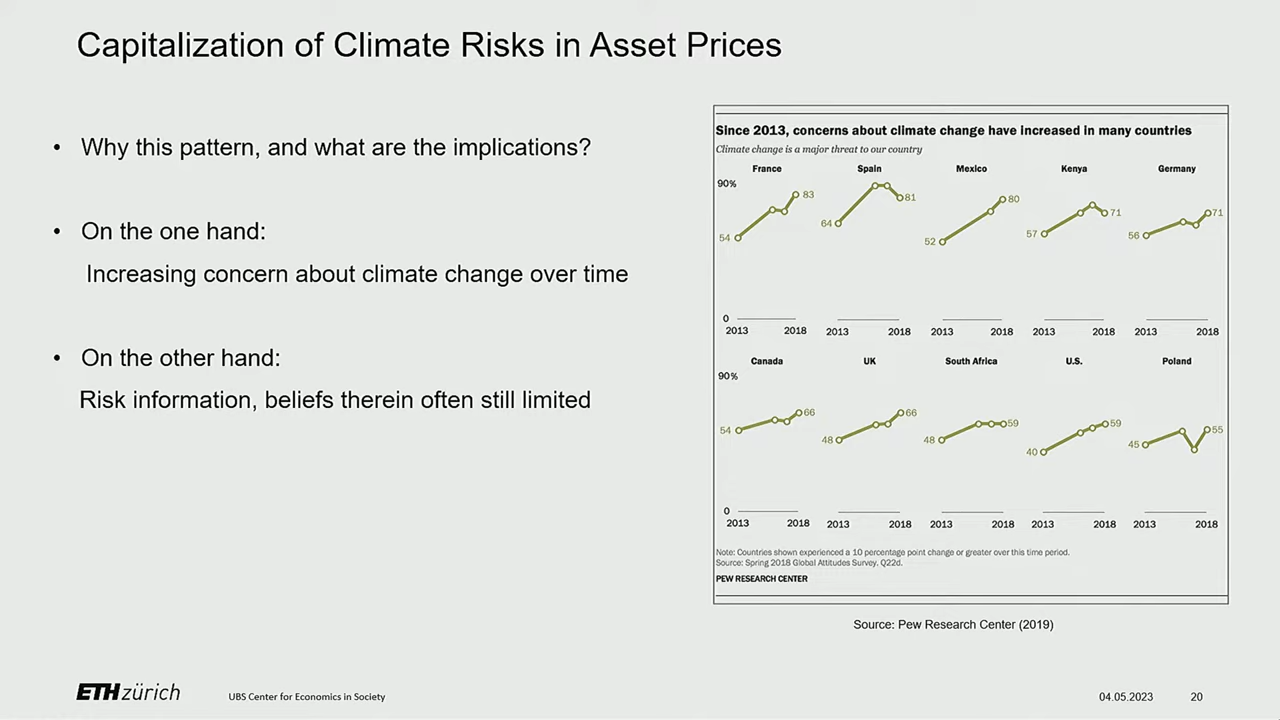 Capitalization of Climate Risks in Asset Prices
• Why this pattern, and what are the implications?
• On the one hand:
Increasing concern about climate change over time
• On the other hand:
Risk information, beliefs therein often still limited
Since 2013, concerns about climate change have increased in many countries
Climate change is a major threat to our country
France Spain Mexico Kenya Germany
90%
54 83 64 81 52 80 57 71 56 71
0
2013 2018 2013 2018 2013 2018 2013 2018 2013 2018
Canada UK South Africa U.S. Poland
90%
54 66 48 66 48 59 40 59 45 55
0
2013 2018 2013 2018 2013 2018 2013 2018 2013 2018
Note: Countries shown experienced a 10 percentage point change or greater over this time period.
Source: Spring 2018 Global Attitudes Survey. Q22d.
PEW RESEARCH CENTER
Source: Pew Research Center (2019)
ETH zürich UBS Center for Economics in Society 04.05.2023 20